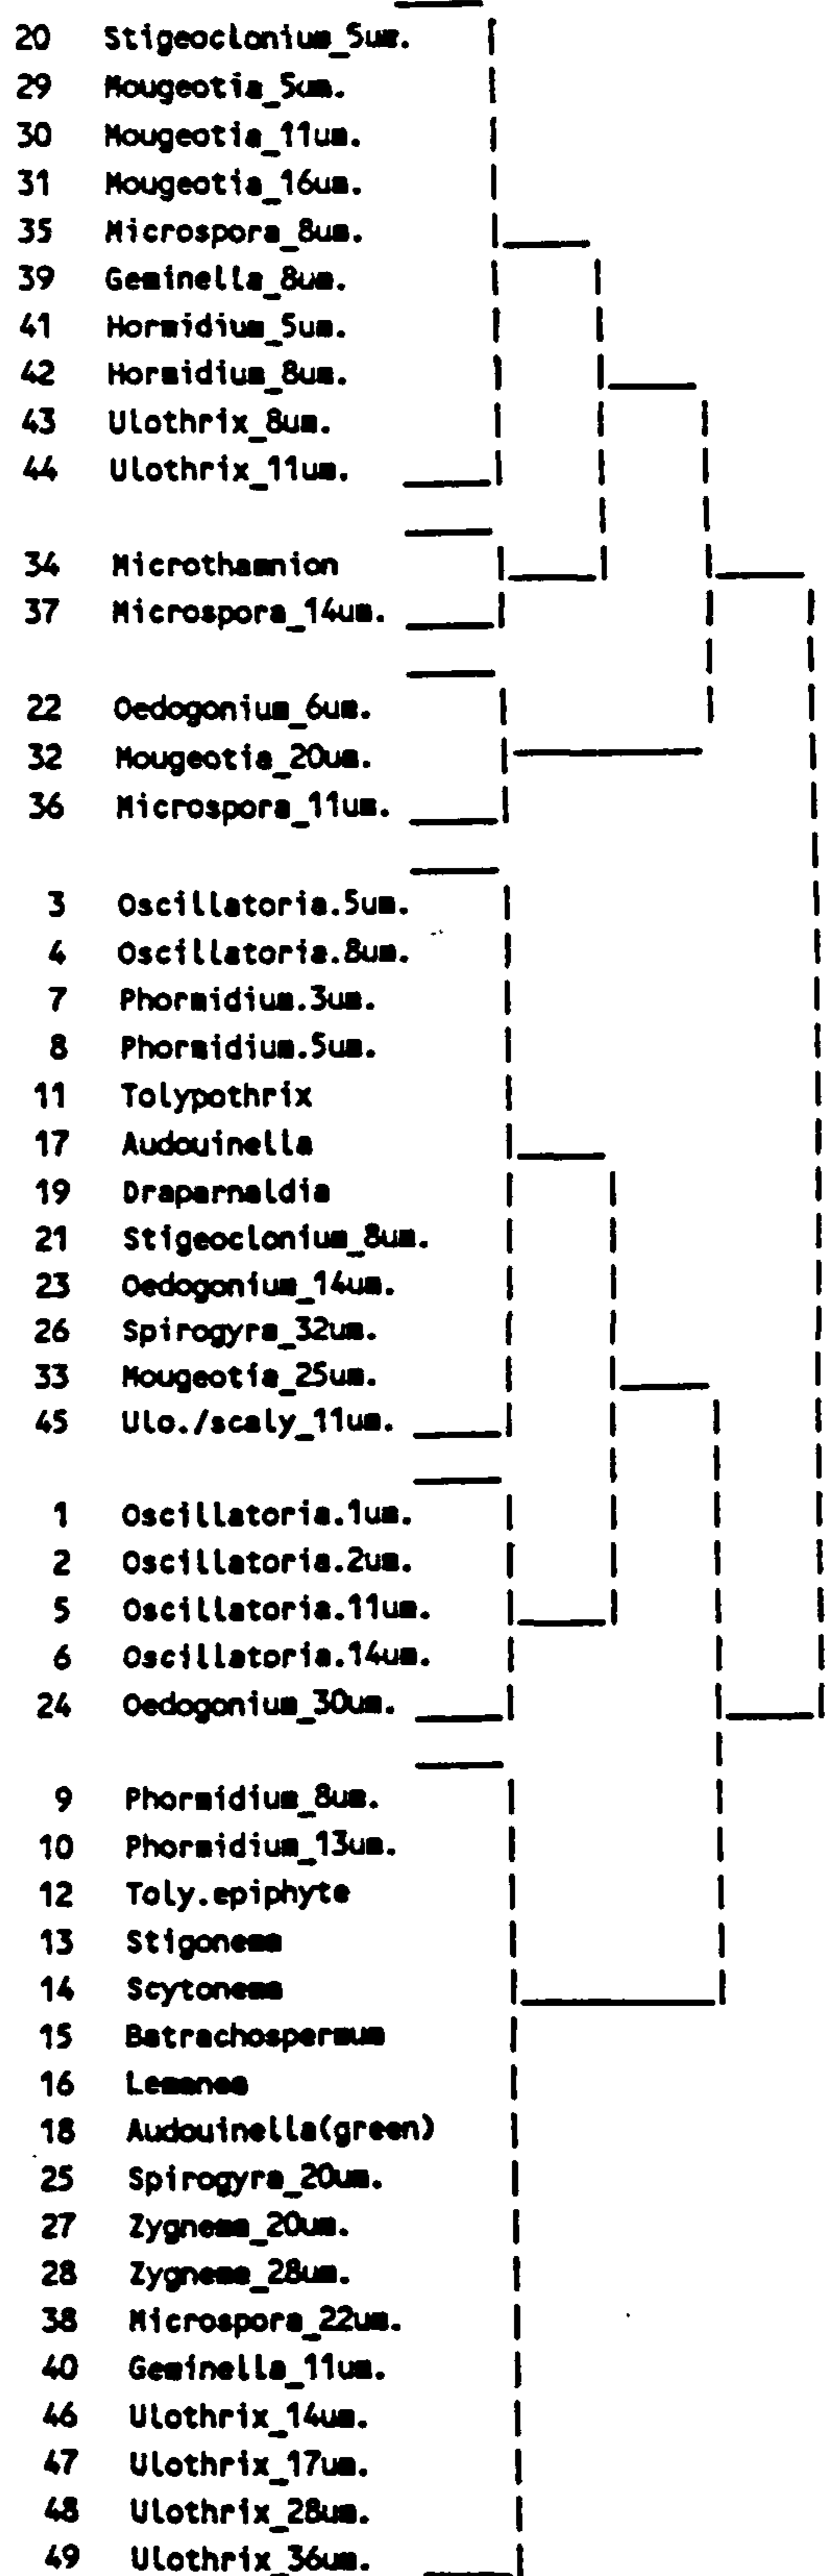 20 Stigeoclonium_5um.
29 Mougeotia_5um.
30 Mougeotia_11um.
31 Mougeotia_16um.
35 Microspora_8um.
39 Geminella_8um.
41 Hormidium_5um.
42 Hormidium_8um.
43 Ulothrix_8um.
44 Ulothrix_11um.
34 Microthamnion
37 Microspora_14um.
22 Oedogonium_6um.
32 Mougeotia_20um.
36 Microspora_11um.
3 Oscillatoria.5um.
4 Oscillatoria.8um.
7 Phormidium.3um.
8 Phormidium.5um.
11 Tolypothrix
17 Audouinella
19 Draparnaldia
21 Stigeoclonium_8um.
23 Oedogonium_14um.
26 Spirogyra_32um.
33 Mougeotia_25um.
45 Ulo./scaly_11um.
1 Oscillatoria.1um.
2 Oscillatoria.2um.
5 Oscillatoria.11um.
6 Oscillatoria.14um.
24 Oedogonium_30um.
9 Phormidium_8um.
10 Phormidium_13um.
12 Toly.epiphyte
13 Stigonema
14 Scytonema
15 Batrachospermum
16 Lemanea
18 Audouinella(green)
25 Spirogyra_20um.
27 Zygnema_20um.
28 Zygnema_28um.
38 Microspora_22um.
40 Geminella_11um.
46 Ulothrix_14um.
47 Ulothrix_17um.
48 Ulothrix_28um.
49 Ulothrix_36um.